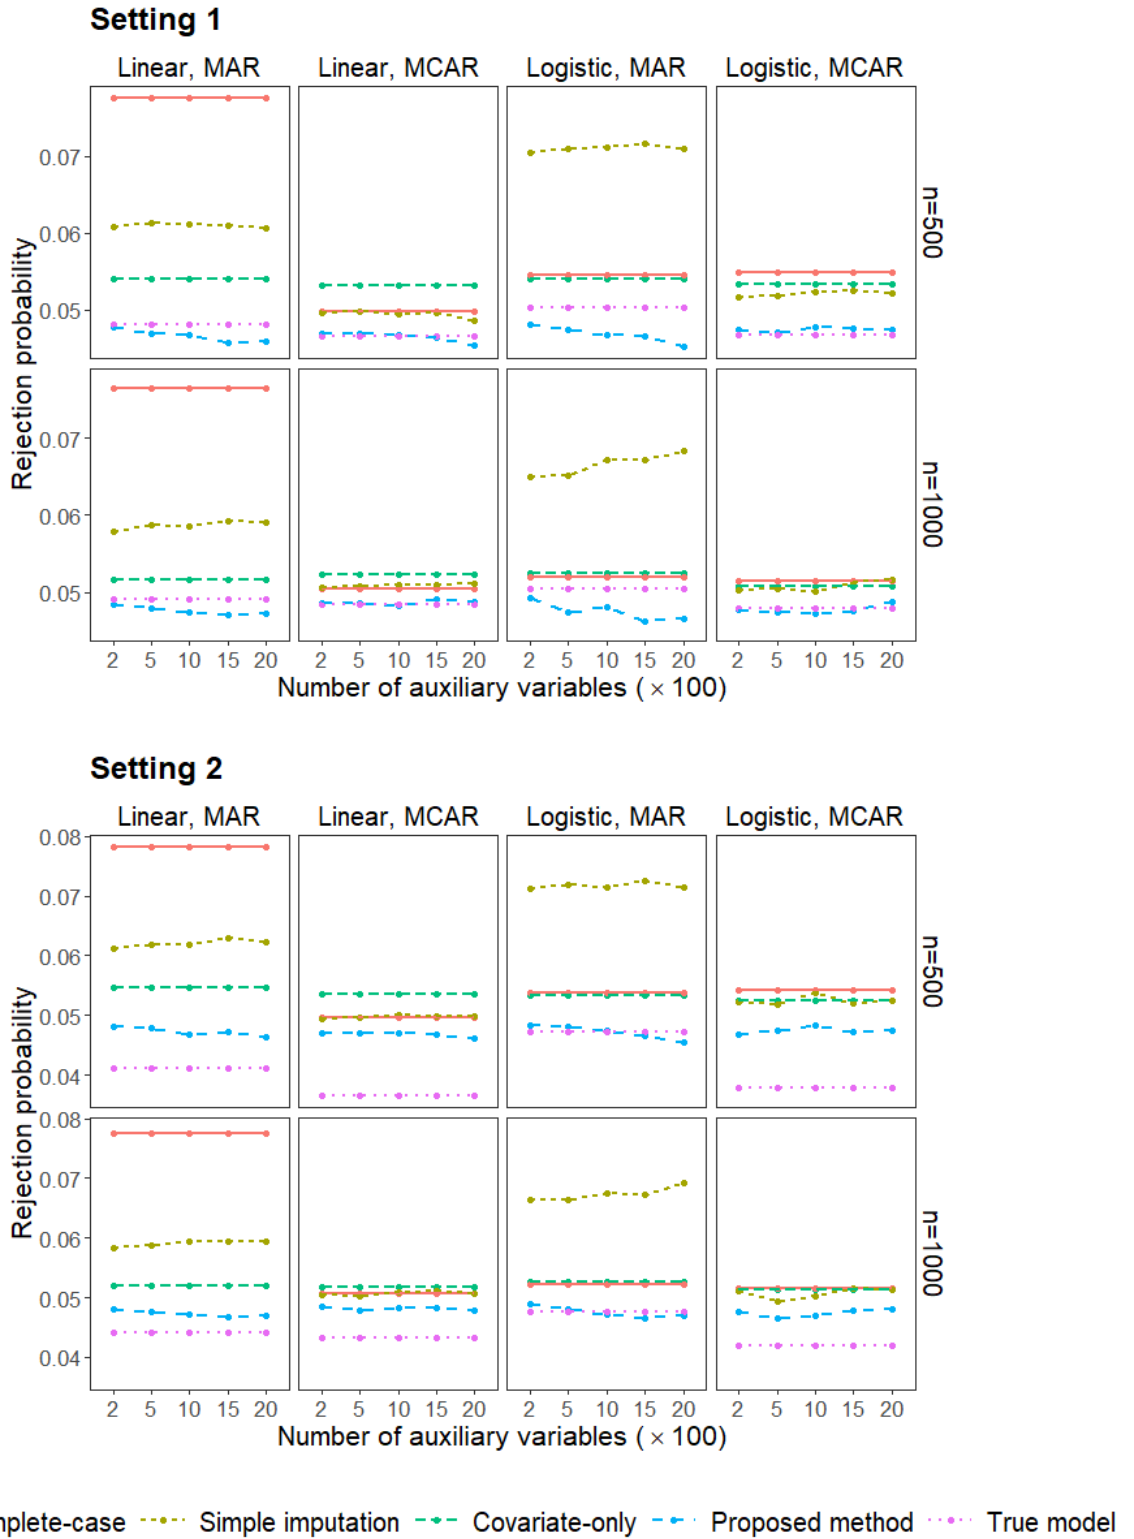 Setting 1
Linear, MAR Linear, MCAR Logistic, MAR Logistic, MCAR
0.07
0.06
0.05
n=500
Rejection probability
0.07
0.06
0.05
n=1000
Rejection probability
2 5 10 15 20 2 5 10 15 20 2 5 10 15 20 2 5 10 15 20
Number of auxiliary variables (×100)
Setting 2
Linear, MAR Linear, MCAR Logistic, MAR Logistic, MCAR
0.08
0.07
0.06
0.05
0.04
n=500
Rejection probability
0.08
0.07
0.06
0.05
0.04
n=1000
Rejection probability
2 5 10 15 20 2 5 10 15 20 2 5 10 15 20 2 5 10 15 20
Number of auxiliary variables (×100)
nplete-case Simple imputation Covariate-only Proposed method True model